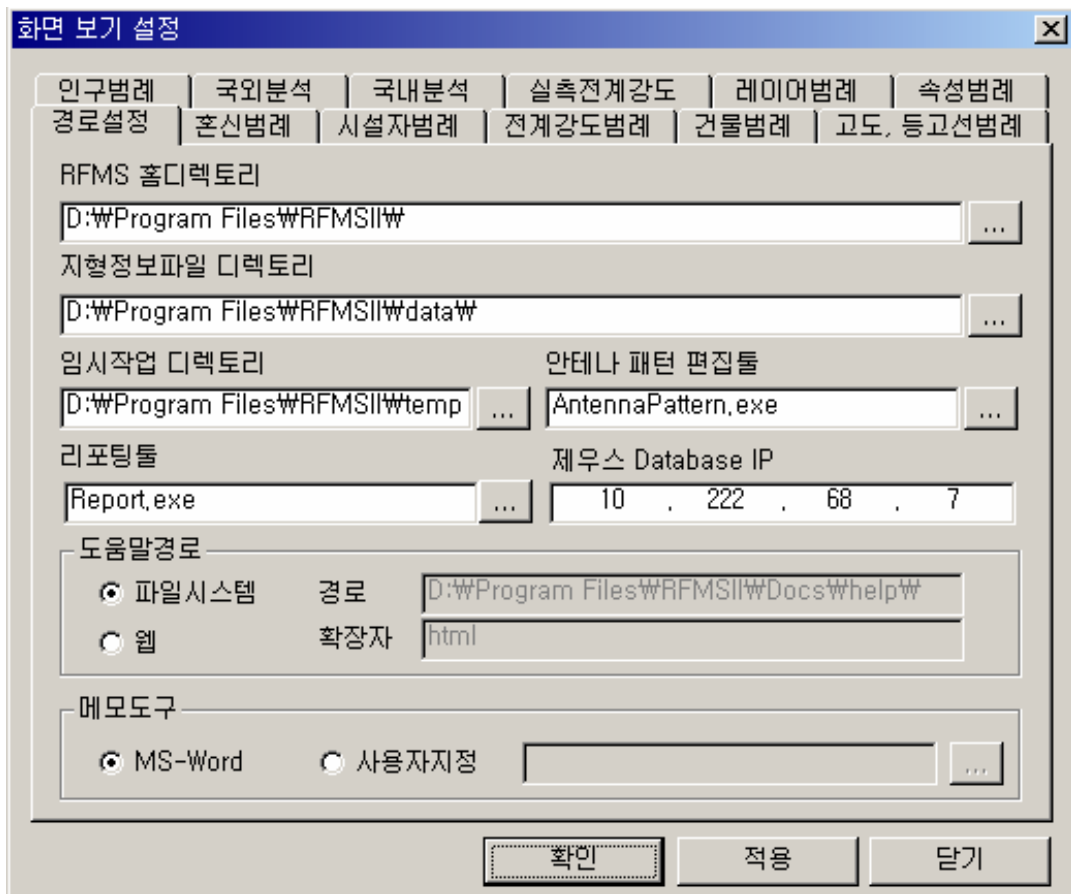 화면 보기 설정
인구범례 국외분석 국내분석 실측전계강도 레이어범례 속성범례
경로설정 혼신범례 시설자범례 전계강도범례 건물범례 고도, 등고선범례
RFMS 홈디렉토리
D:₩Program Files₩RFMSII₩ ...
지형정보파일 디렉토리
D:₩Program Files₩RFMSII₩data₩ ...
임시작업 디렉토리 안테나 패턴 편집툴
D:₩Program Files₩RFMSII₩temp ... AntennaPattern.exe ...
리포팅툴 제우스 Database IP
Report.exe ... 10 . 222 . 68 . 7
도움말경로
파일시스템 경로 D:₩Program Files₩RFMSII₩Docs₩help₩
웹 확장자 html
메모도구
MS-Word 사용자지정 ...
확인 적용 닫기